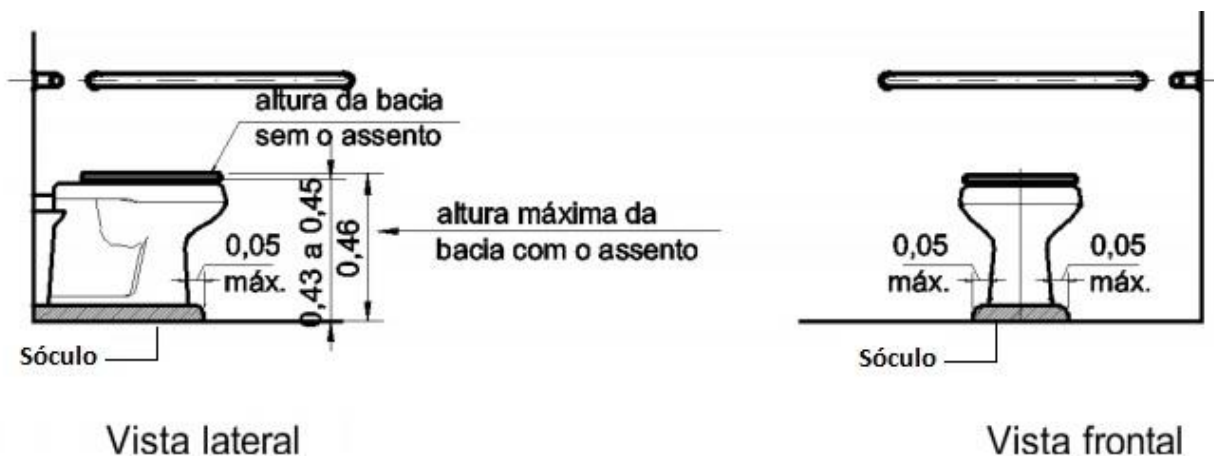 altura da bacia
sem o assento
0,05
máx.
0,43 a 0,45
0,46
altura máxima da
bacia com o assento
Sóculo
Vista lateral
0,05
máx.
0,05
máx.
Sóculo
Vista frontal